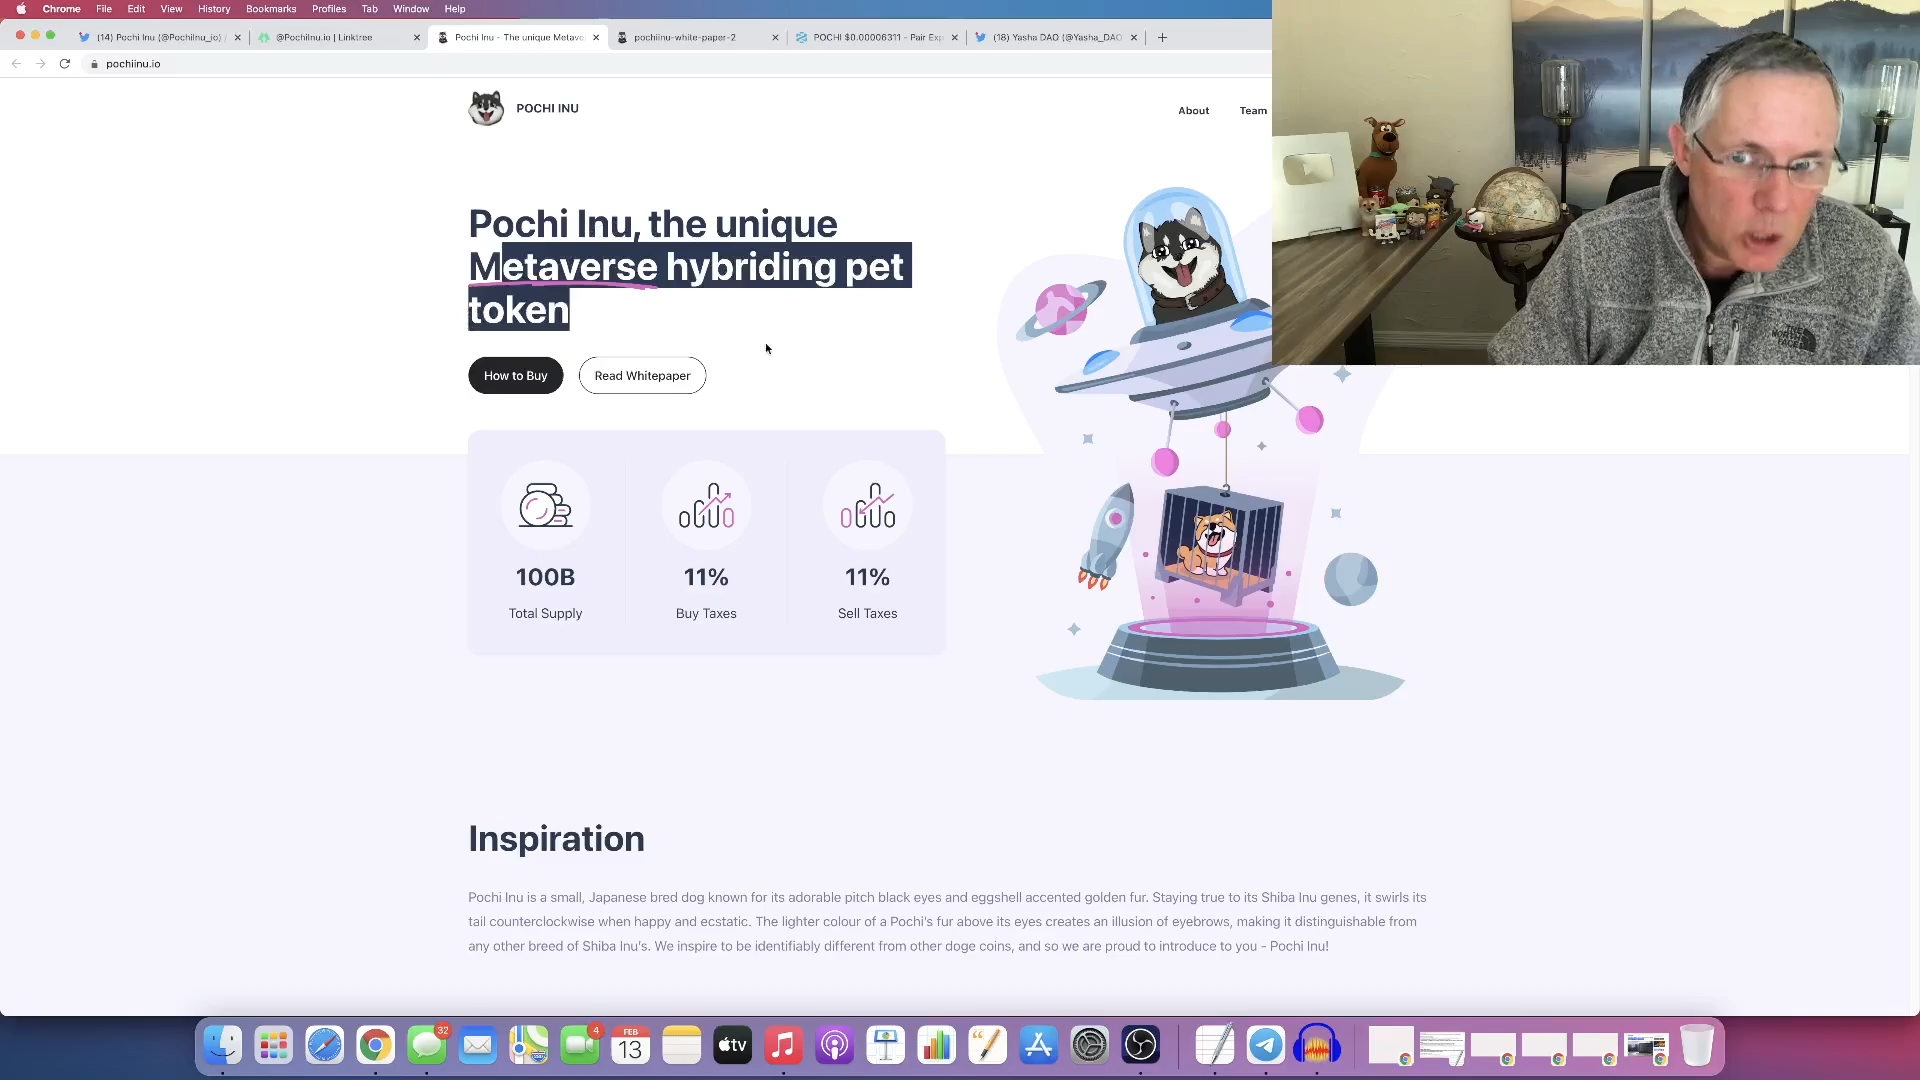 Chrome File Edit View History Bookmarks Profiles Tab Window Help
(14) Pochi Inu (@PochiInu_io) /
@PochiInu.io | Linktree
Pochi Inu - The unique Metave
pochiinu-white-paper-2
POCHI $0.00006311 - Pair Exp
(18) Yasha DAO (@Yasha_DAO
pochiinu.io
POCHI INU
About Team
Pochi Inu, the unique
Metaverse hybriding pet
token
How to Buy Read Whitepaper
100B 11% 11%
Total Supply Buy Taxes Sell Taxes
Inspiration
Pochi Inu is a small, Japanese bred dog known for its adorable pitch black eyes and eggshell accented golden fur. Staying true to its Shiba Inu genes, it swirls its
tail counterclockwise when happy and ecstatic. The lighter colour of a Pochi's fur above its eyes creates an illusion of eyebrows, making it distinguishable from
any other breed of Shiba Inu's. We inspire to be identifiably different from other doge coins, and so we are proud to introduce to you - Pochi Inu!
THE
NORTH
FACE
32
4
FEB
13
tv